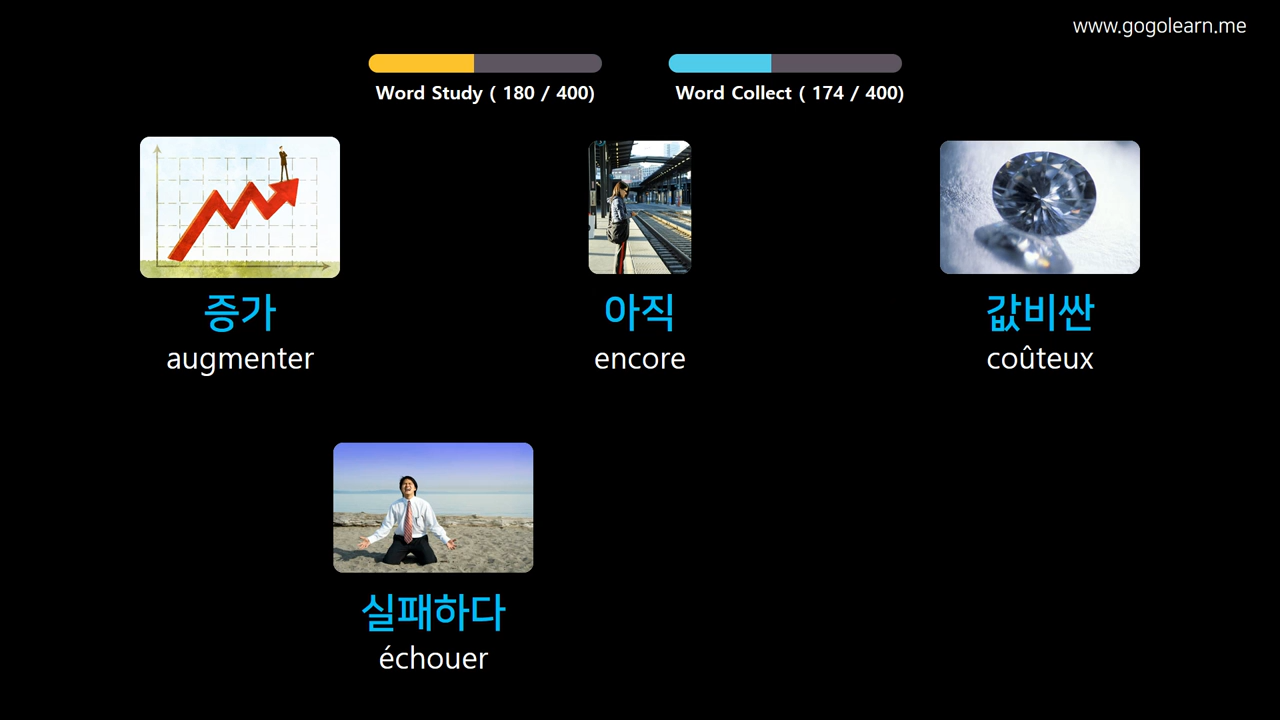 www.gogolearn.me
Word Study ( 180 / 400)
Word Collect ( 174 / 400)
증가
augmenter
아직
encore
값비싼
coûteux
실패하다
échouer